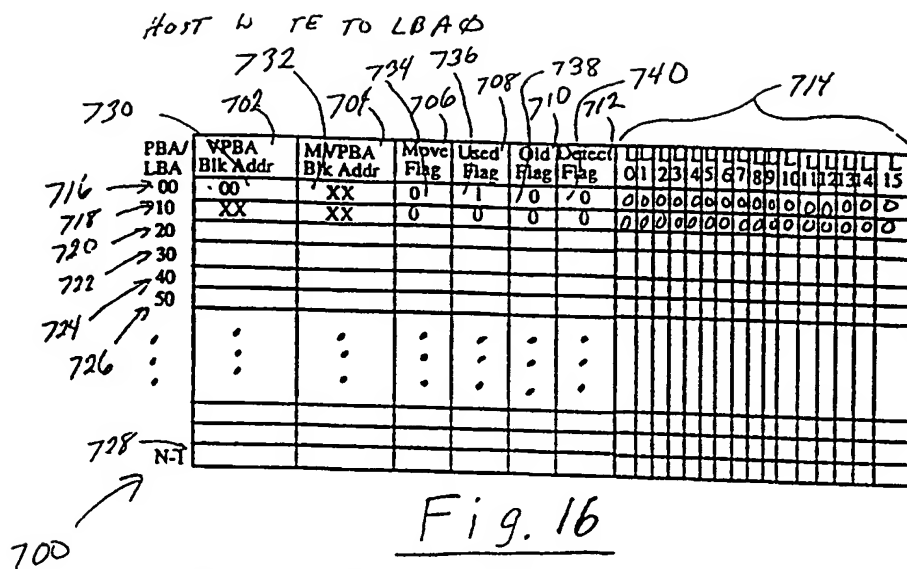 HOST W TE TO LBA0
732 734 736 738 740 714
730 702 704 706 708 710 712
PBA/ LBA VPBA Blk Addr MVPBA Blk Addr Move Flag Used Flag Old Flag Defect Flag L 0 L 1 L 2 L 3 L 4 L 5 L 6 L 7 L 8 L 9 L 10 L 11 L 12 L 13 L 14 L 15
716 00 00 XX 0 1 0 0 0 0 0 0 0 0 0 0 0 0 0 0 0 0 0 0
718 10 XX XX 0 0 0 0 0 0 0 0 0 0 0 0 0 0 0 0 0 0 0 0
720 20
722 30
724 40
726 50
728 N-1
700
Fig. 16